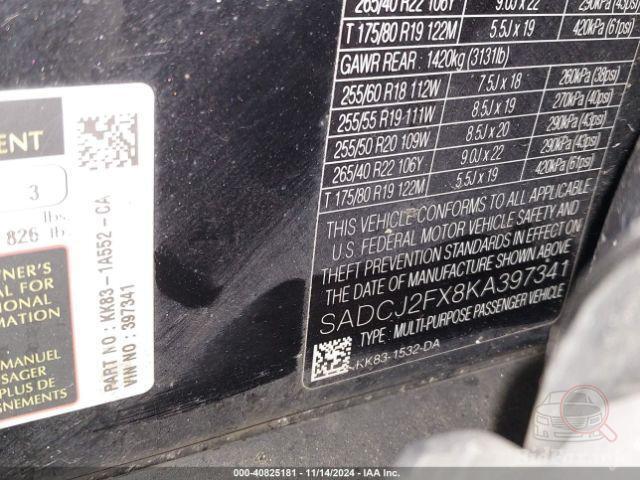 265/40 R22 106Y 9.0J x 22 290kPa (43psi)
T 175/80 R19 122M 5.5J x 19 420kPa (61psi)
GAWR REAR : 1420kg (3131lb)
255/60 R18 112W 7.5J x 18 260kPa (38psi)
255/55 R19 111W 8.5J x 19 270kPa (40psi)
255/50 R20 109W 8.5J x 20 290kPa (43psi)
265/40 R22 106Y 9.0J x 22 290kPa (43psi)
T 175/80 R19 122M 5.5J x 19 420kPa (61psi)
THIS VEHICLE CONFORMS TO ALL APPLICABLE
U.S. FEDERAL MOTOR VEHICLE SAFETY AND
THEFT PREVENTION STANDARDS IN EFFECT
ON THE DATE OF MANUFACTURE SHOWN ABOVE
SADCJ2FX8KA397341
TYPE: MULTI-PURPOSE PASSENGER VEHICLE
KK83-1532-DA
ENT
3
lbs
826 lb
NER'S
AL FOR
TIONAL
RMATION
MANUEL
SAGER
PLUS DE
GNEMENTS
PART NO : KK83-1A552-CA
VIN NO : 397341
000-40825181 - 11/14/2024 - IAA Inc.